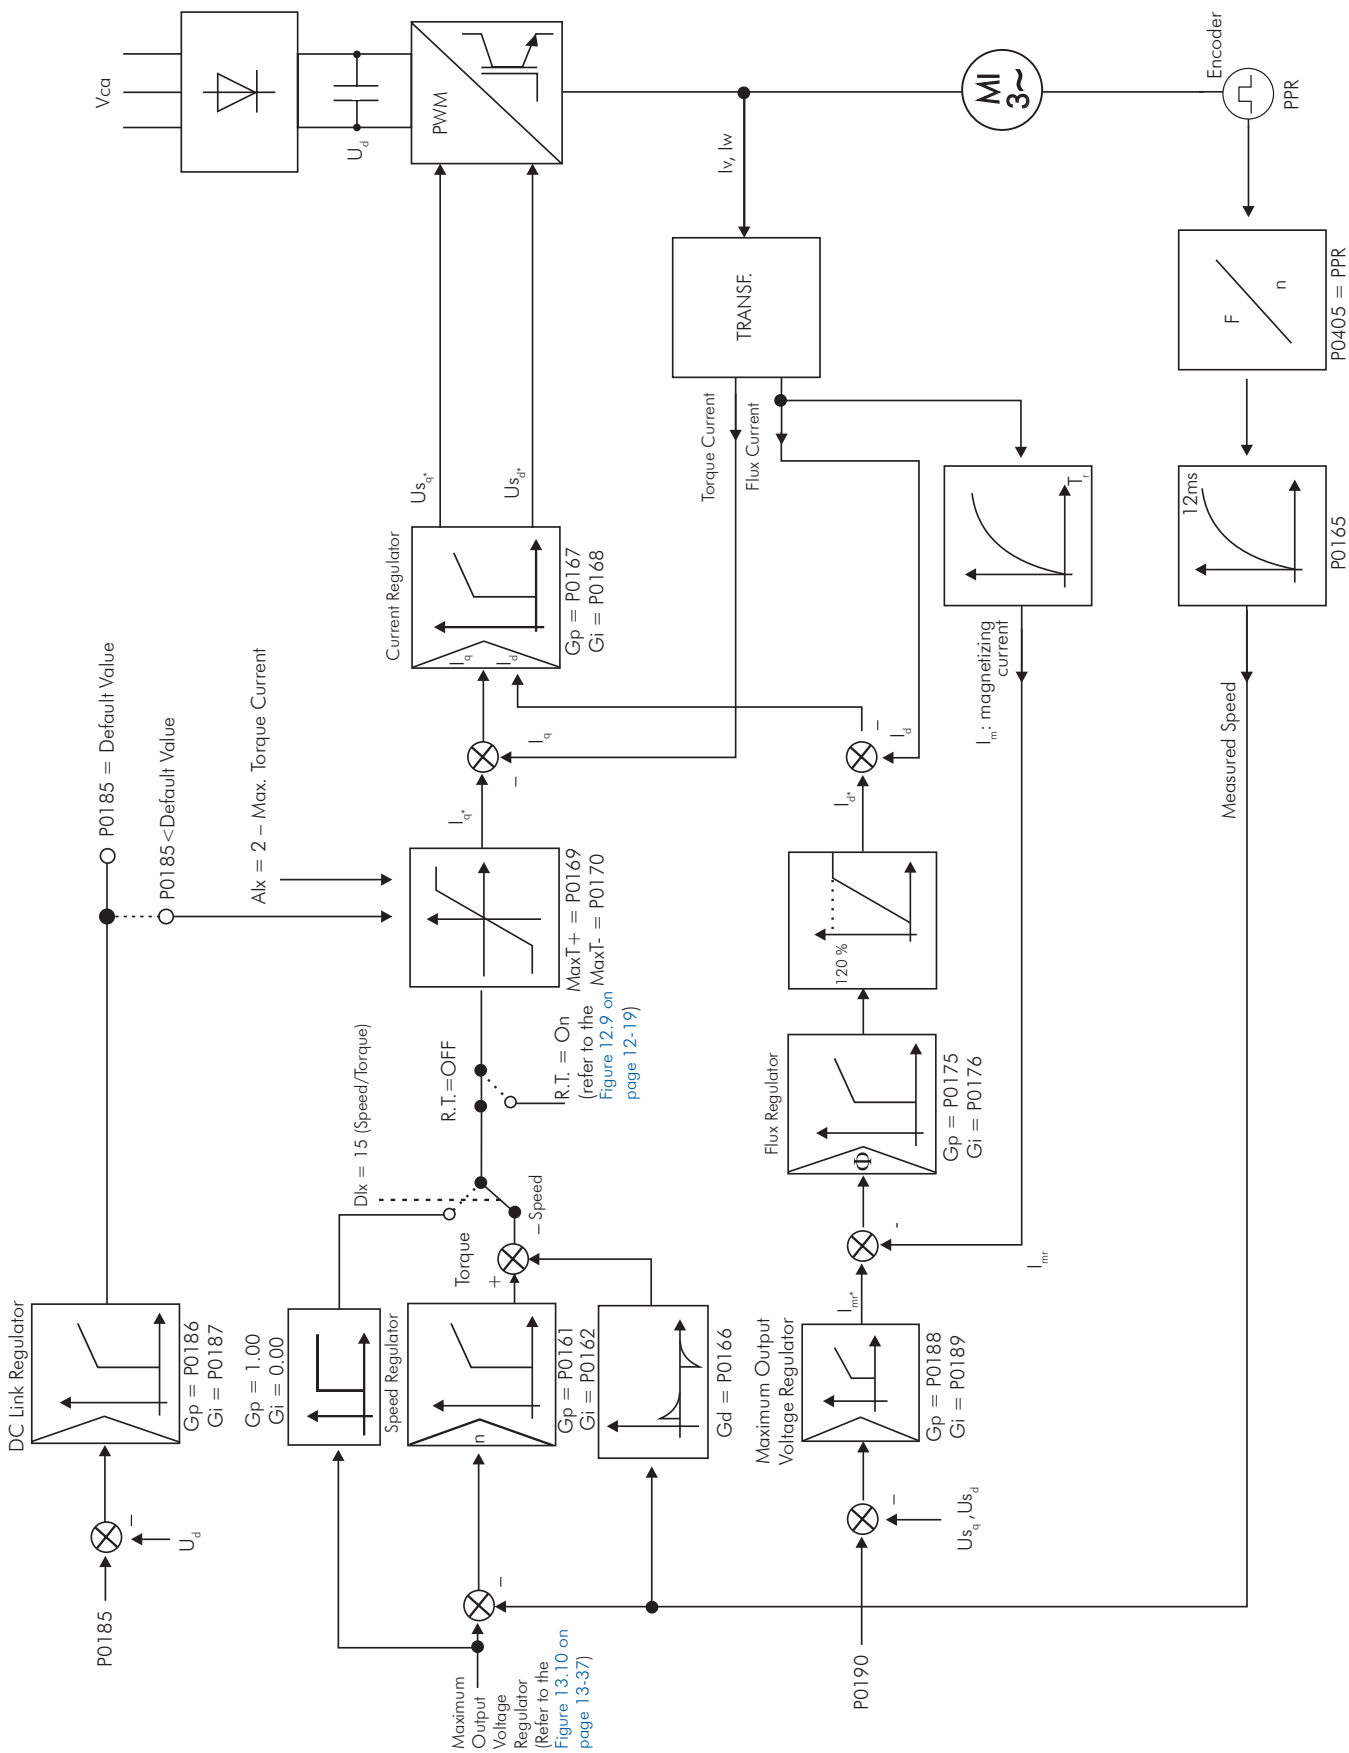 DC Link Regulator
P0185
U_d
–
Gp = P0186
Gi = P0187
P0185 = Default Value
P0185<Default Value
AIx = 2 – Max. Torque Current
Vca
U_d
PWM
Gp = 1.00
Gi = 0.00
Speed Regulator
n
Gp = P0161
Gi = P0162
Gd = P0166
Maximum
Output
Voltage
Regulator
(Refer to the
Figure 13.10 on
page 13-37)
–
Torque
+
– Speed
DIx = 15 (Speed/Torque)
R.T.=OFF
R.T. = On
(refer to the
Figure 12.9 on
page 12-19)
MaxT+ = P0169
MaxT- = P0170
I_q*
–
I_q
Current Regulator
I_q
I_d
Gp = P0167
Gi = P0168
Us_q*
Us_d*
Torque Current
Flux Current
TRANSF.
Iv, Iw
MI
3~
Encoder
PPR
F
n
P0405 = PPR
12ms
P0165
Measured Speed
T_r
I_m: magnetizing
current
I_mr
P0190
–
Us_q ,Us_d
Maximum Output
Voltage Regulator
Gp = P0188
Gi = P0189
I_mr*
-
Flux Regulator
Φ
Gp = P0175
Gi = P0176
120 %
I_d*
–
I_d